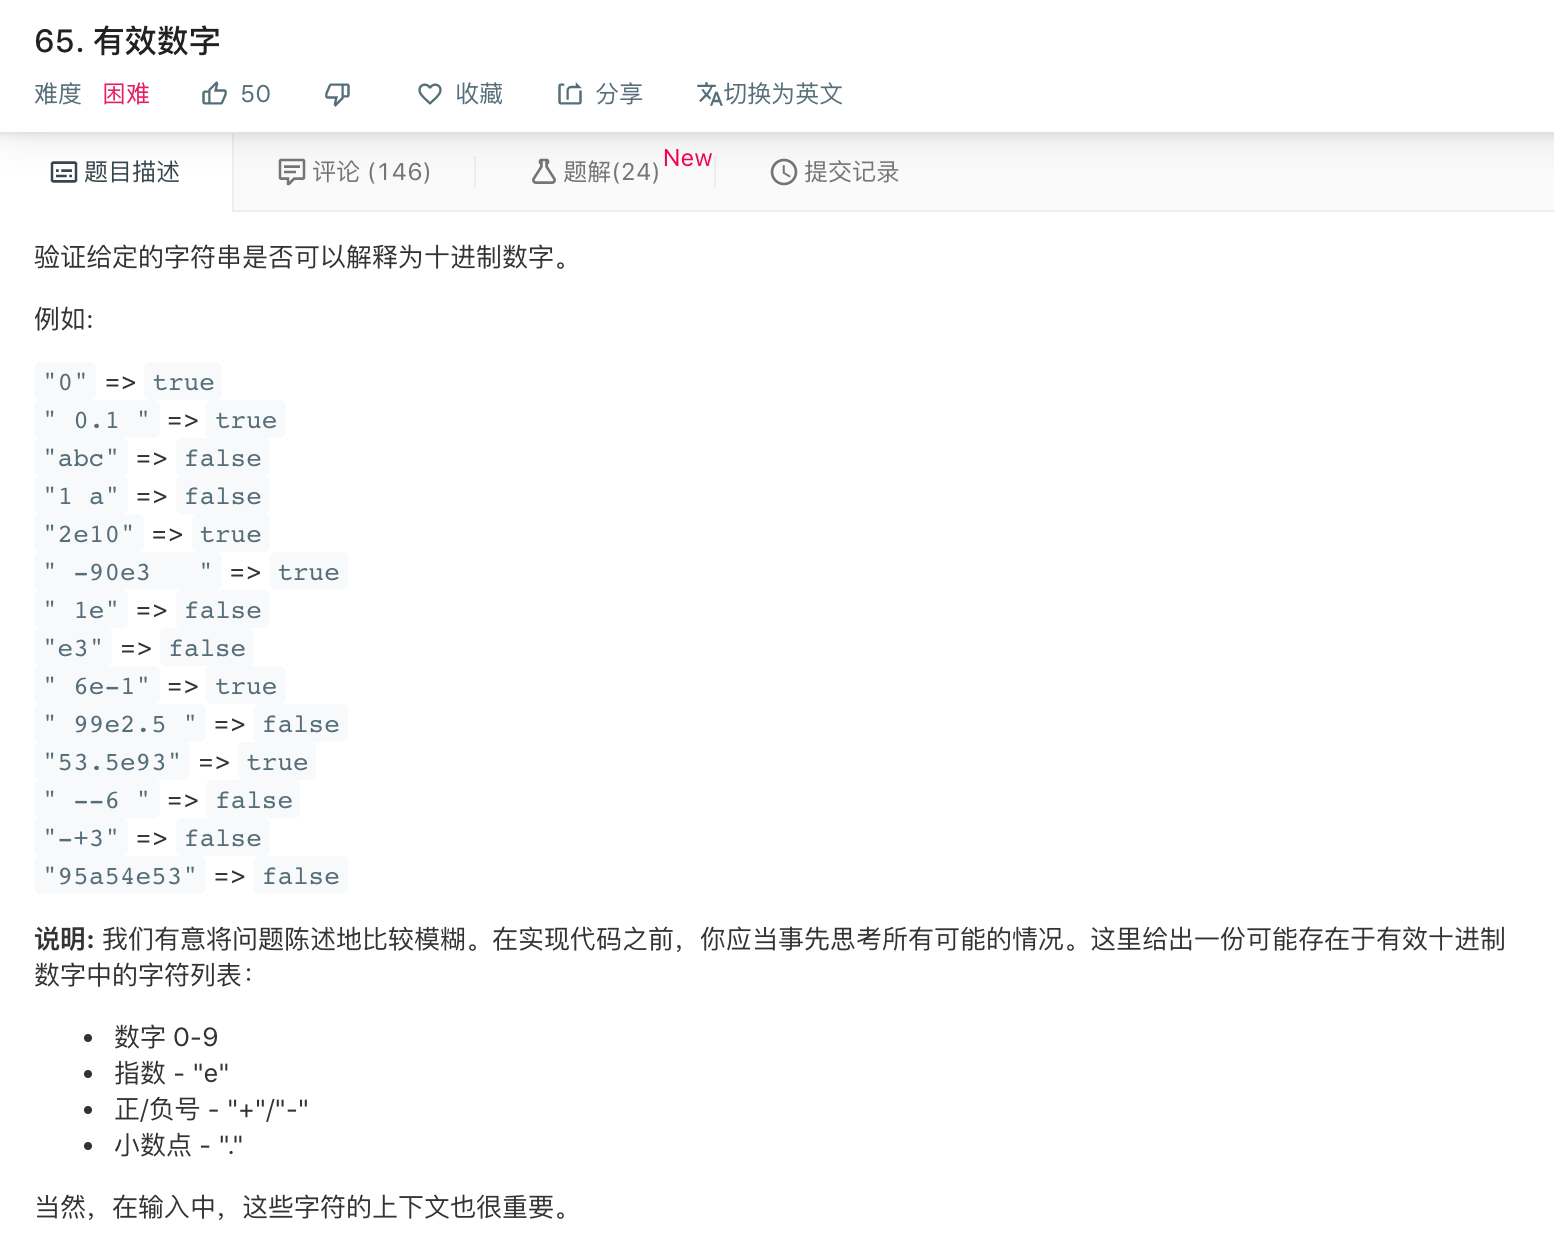 65. 有效数字
难度 困难 50 收藏 分享 切换为英文
题目描述 评论 (146) 题解(24) New 提交记录
验证给定的字符串是否可以解释为十进制数字。
例如:
"0" => true
" 0.1 " => true
"abc" => false
"1 a" => false
"2e10" => true
" -90e3   " => true
" 1e" => false
"e3" => false
" 6e-1" => true
" 99e2.5 " => false
"53.5e93" => true
" --6 " => false
"-+3" => false
"95a54e53" => false
说明: 我们有意将问题陈述地比较模糊。在实现代码之前，你应当事先思考所有可能的情况。这里给出一份可能存在于有效十进制
数字中的字符列表：
• 数字 0-9
• 指数 - "e"
• 正/负号 - "+"/"-"
• 小数点 - "."
当然，在输入中，这些字符的上下文也很重要。